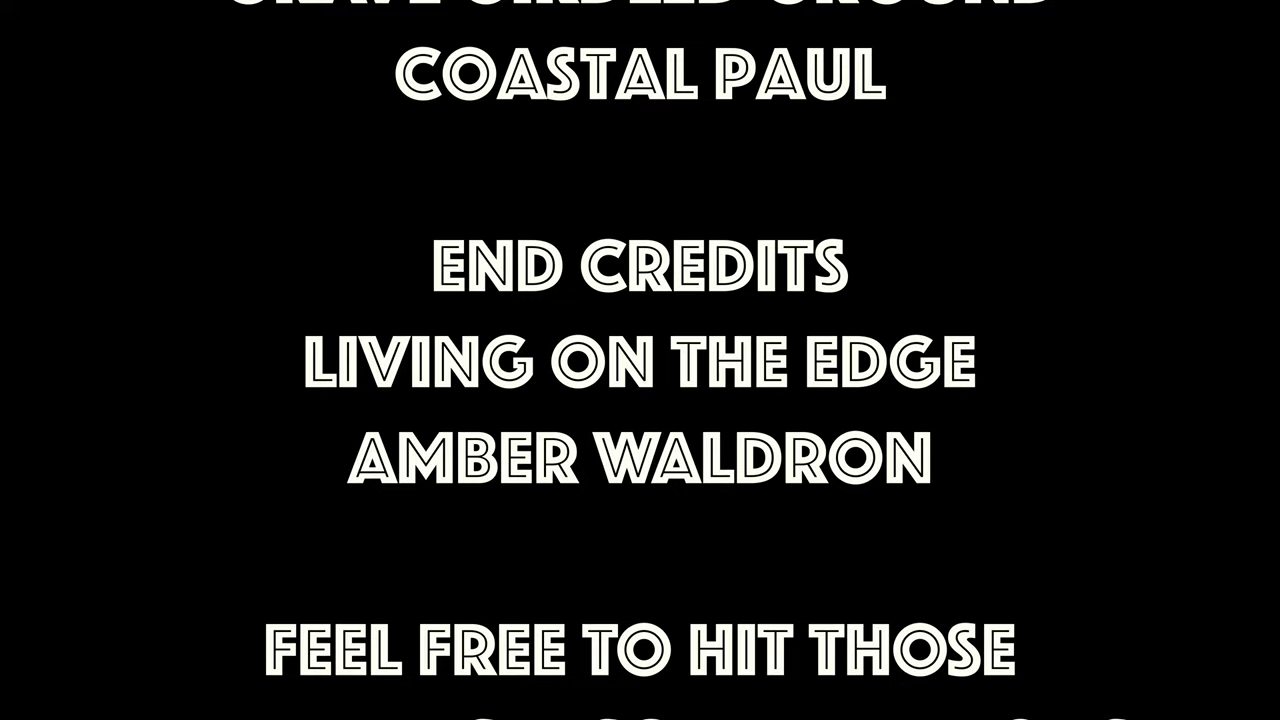 COASTAL PAUL
END CREDITS
LIVING ON THE EDGE
AMBER WALDRON
FEEL FREE TO HIT THOSE